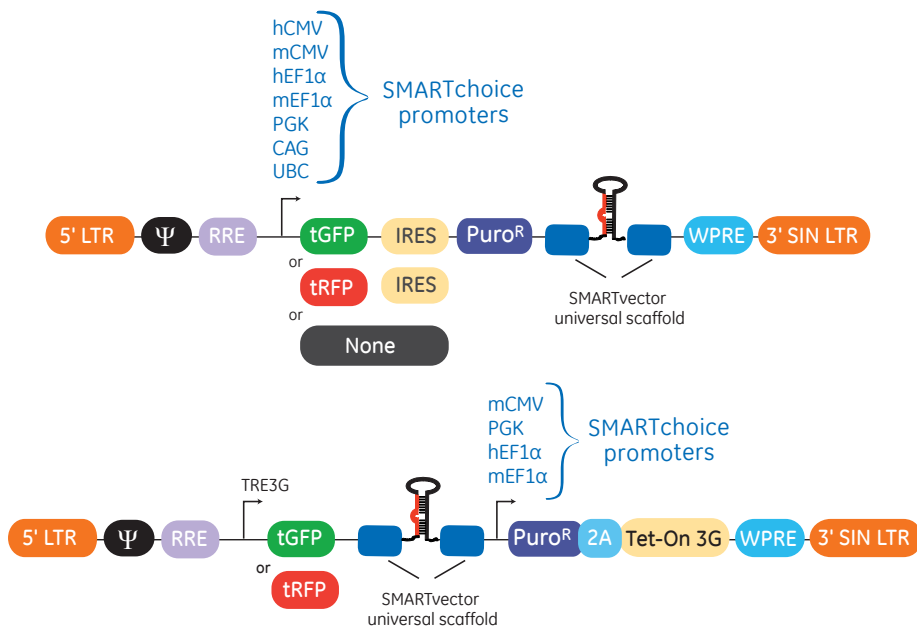 hCMV
mCMV
hEF1α
mEF1α
PGK
CAG
UBC
SMARTchoice
promoters
5' LTR Ψ RRE tGFP IRES Puroᴿ WPRE 3' SIN LTR
or
tRFP IRES
or
None
SMARTvector
universal scaffold
mCMV
PGK
hEF1α
mEF1α
SMARTchoice
promoters
TRE3G
5' LTR Ψ RRE tGFP Puroᴿ 2A Tet-On 3G WPRE 3' SIN LTR
or
tRFP
SMARTvector
universal scaffold